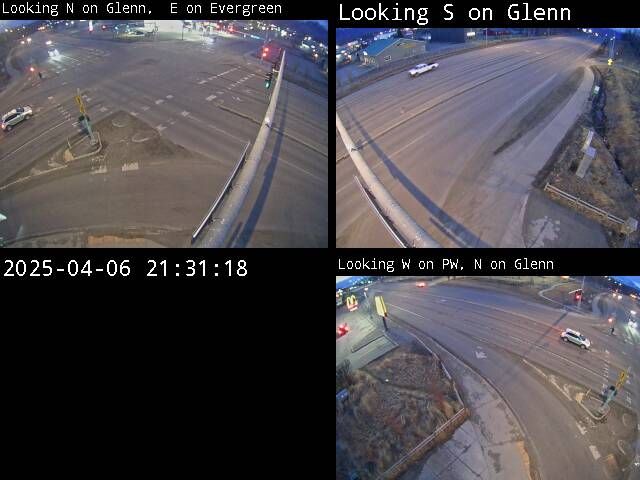 Looking N on Glenn, E on Evergreen
Looking S on Glenn
2025-04-06 21:31:18
Looking W on PW, N on Glenn